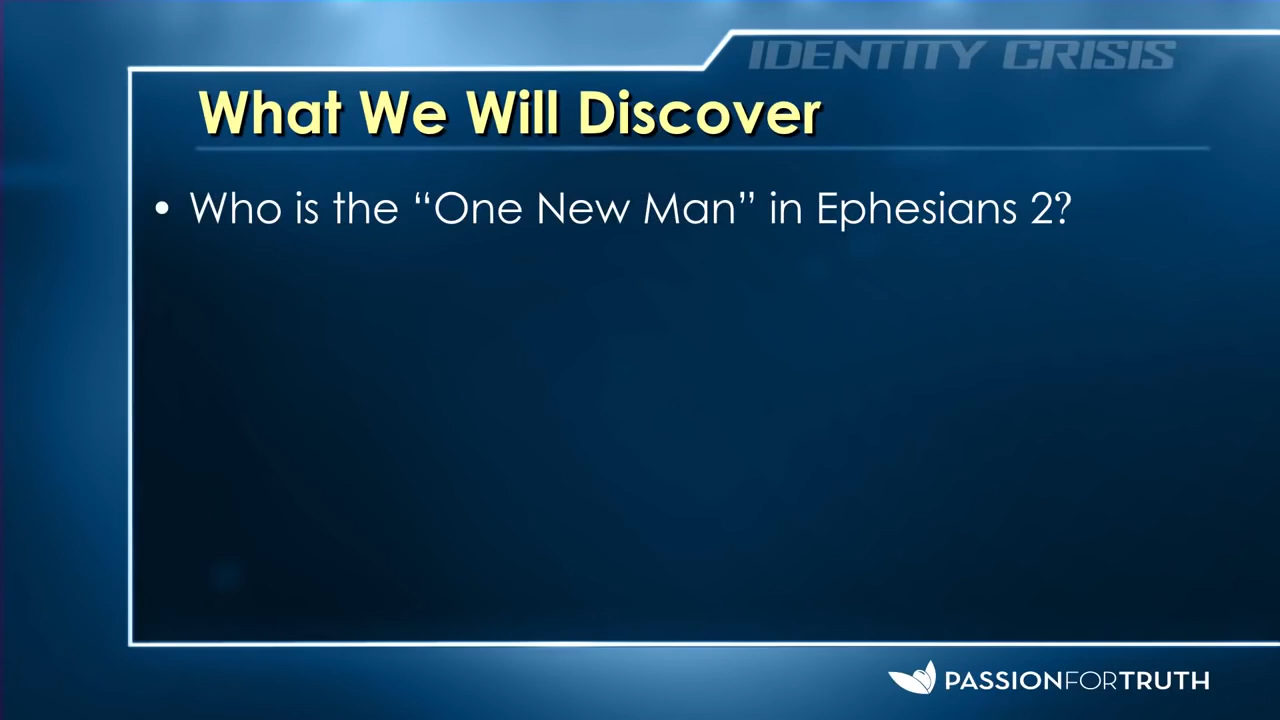 IDENTITY CRISIS
What We Will Discover
• Who is the “One New Man” in Ephesians 2?
PASSIONFORTRUTH